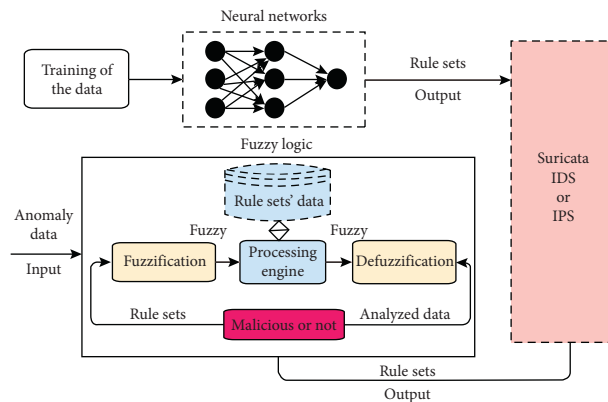 Neural networks
Training of
the data
Rule sets
Output
Suricata
IDS
or
IPS
Fuzzy logic
Anomaly
data
Input
Rule sets' data
Fuzzy
Fuzzy
Fuzzification
Processing
engine
Defuzzification
Rule sets
Malicious or not
Analyzed data
Rule sets
Output